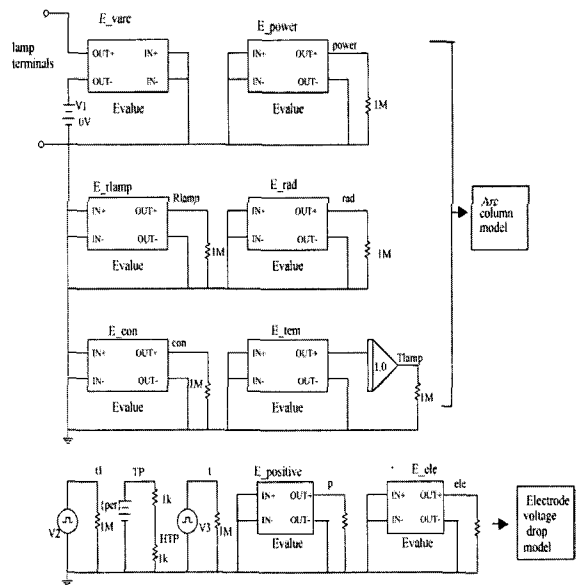 E_varc
E_power
lamp
terminals
OUT+ IN+
OUT- IN-
Evalue
IN+ OUT+
IN- OUT-
Evalue
power
1M
V1
0V
E_rlamp
Rlamp
E_rad
rad
IN+ OUT+
IN- OUT-
Evalue
1M
IN+ OUT+
IN- OUT-
Evalue
1M
Arc
column
model
E_con
con
E_tem
IN+ OUT+
IN- OUT-
Evalue
1M
IN+ OUT+
IN- OUT-
Evalue
1.0
Tlamp
1M
tl
TP
t
E_positive
p
E_ele
ele
V2
1M
tper
1k
HTP
1k
V3
1M
IN+ OUT+
IN- OUT-
Evalue
IN+ OUT+
IN- OUT-
Evalue
Electrode
voltage
drop
model